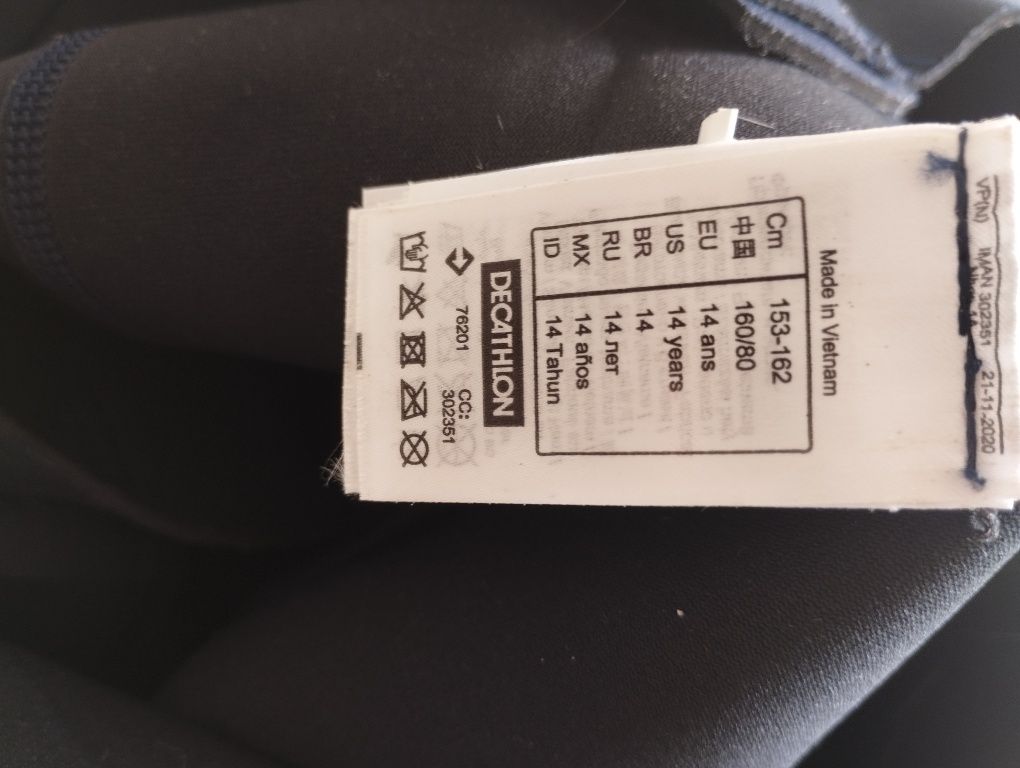 VP(N) IMAN 302351 21-11-2020
Made in Vietnam
Cm 153-162
中国 160/80
EU 14 ans
US 14 years
BR 14
RU 14 лет
MX 14 años
ID 14 Tahun
DECATHLON
76201 CC: 302351